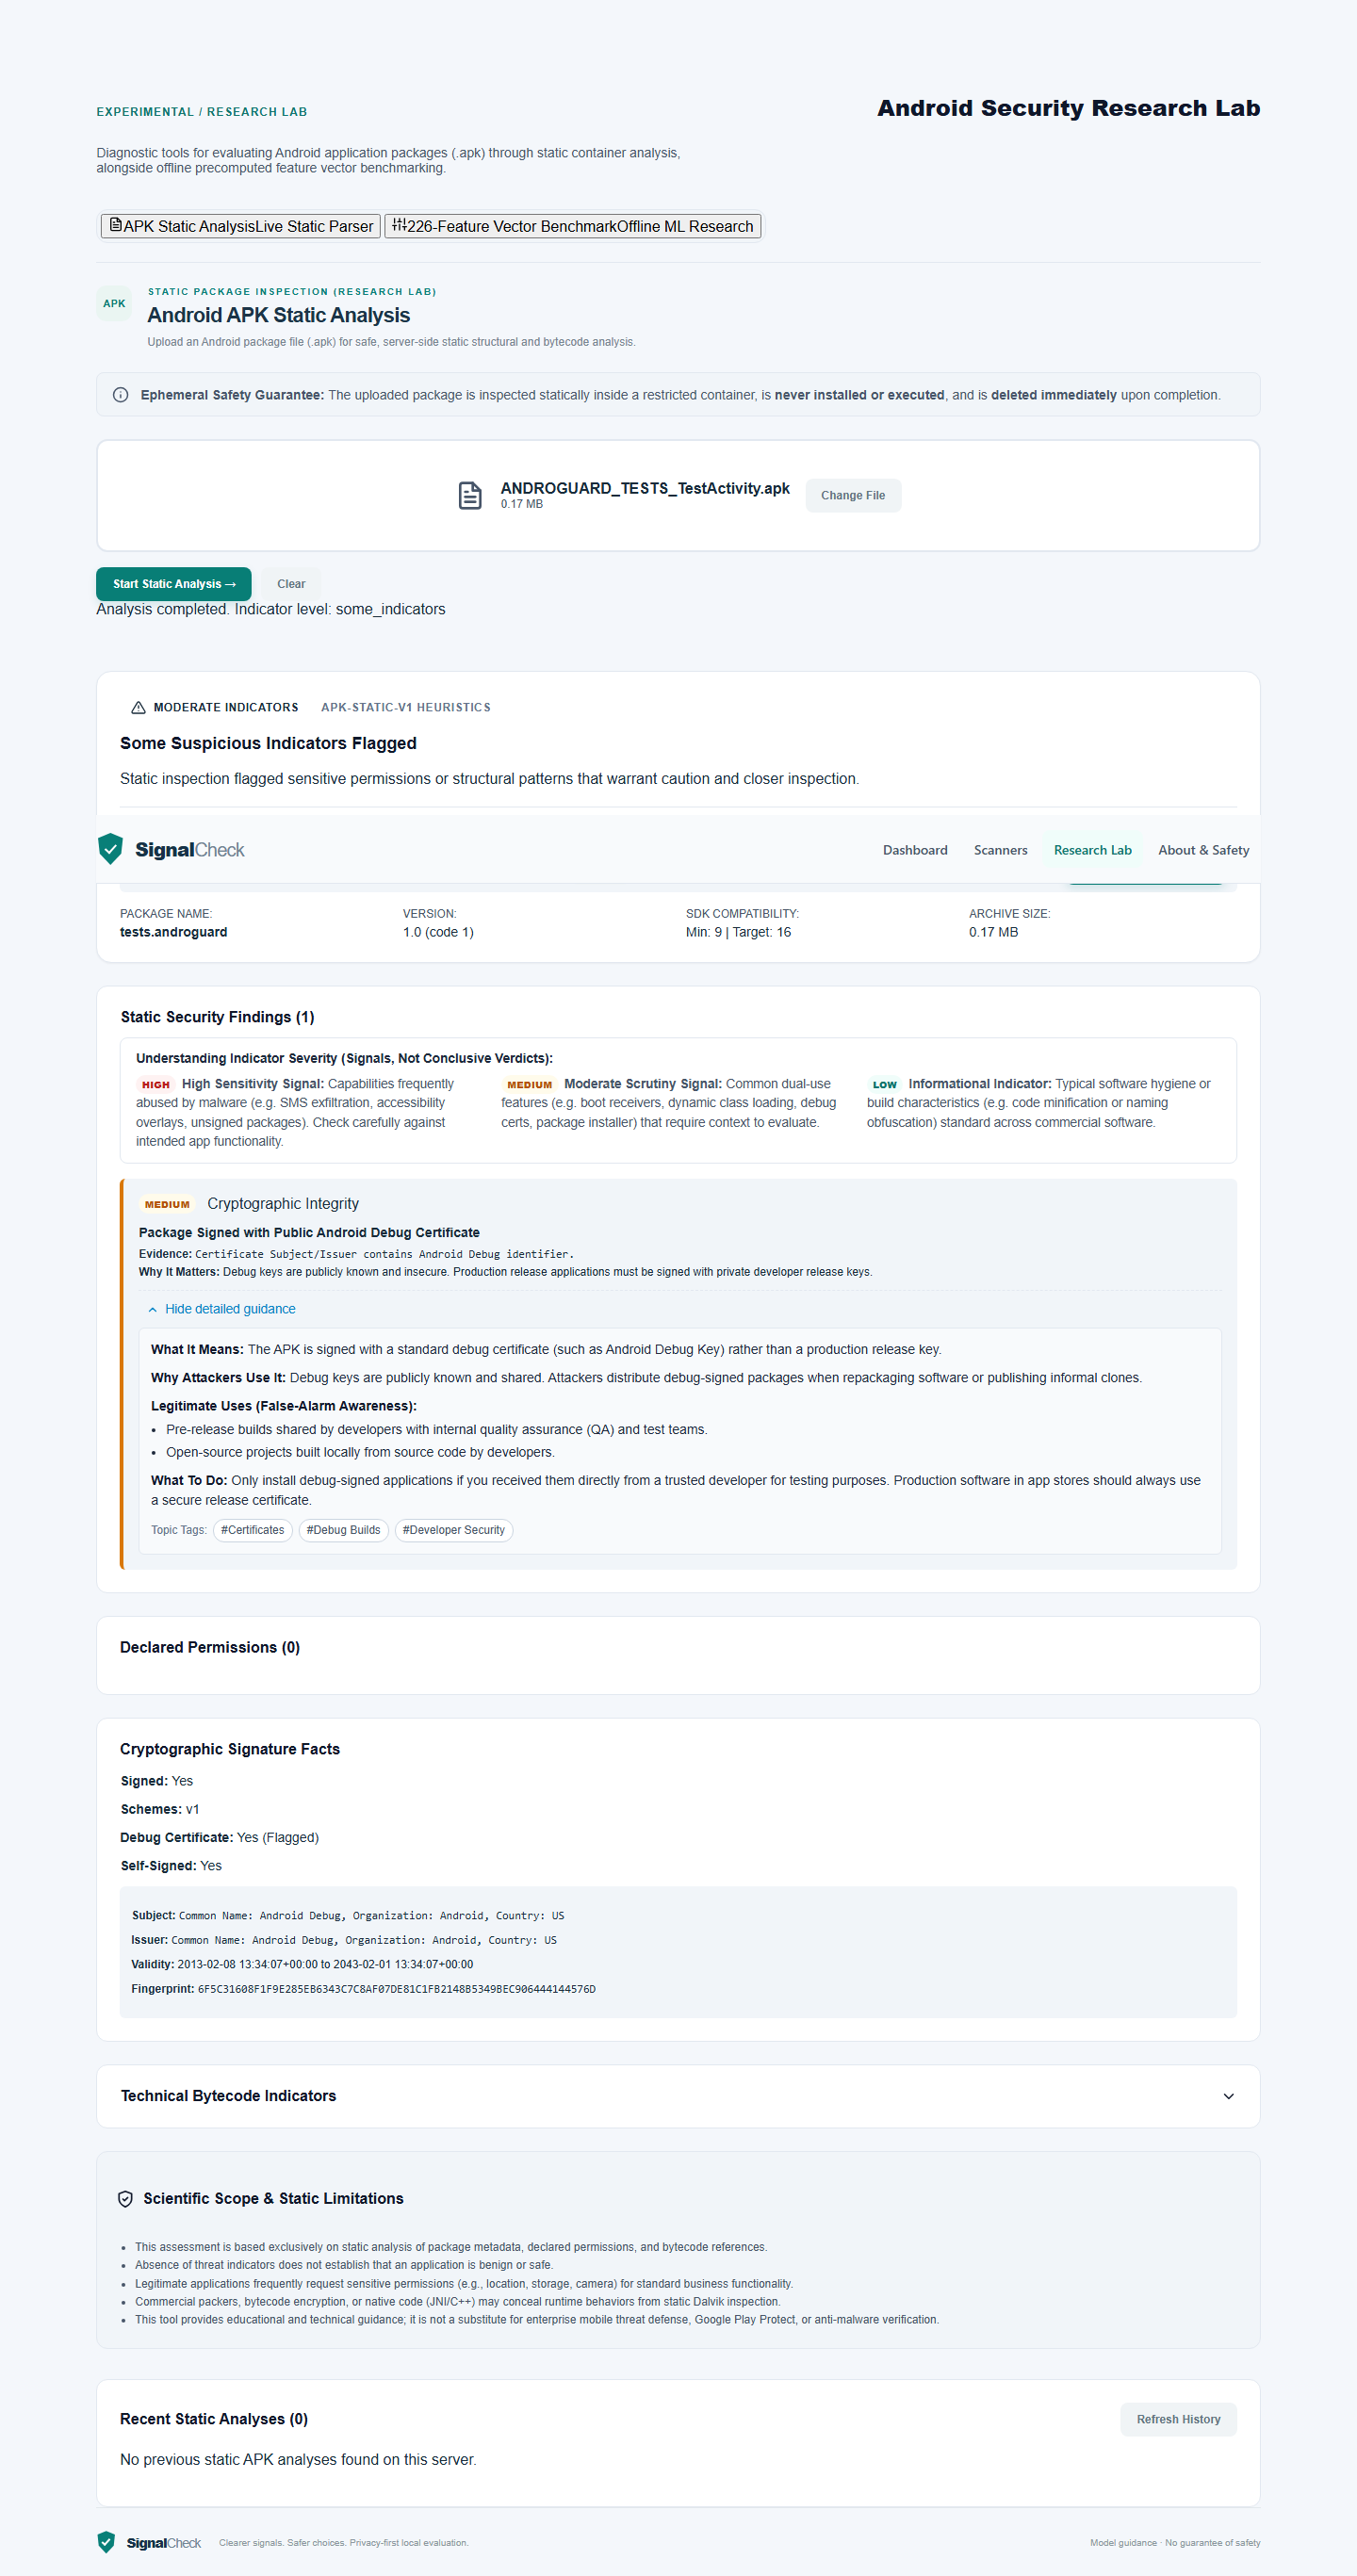 EXPERIMENTAL / RESEARCH LAB
Android Security Research Lab
Diagnostic tools for evaluating Android application packages (.apk) through static container analysis,
alongside offline precomputed feature vector benchmarking.
APK Static AnalysisLive Static Parser
226-Feature Vector BenchmarkOffline ML Research
APK
STATIC PACKAGE INSPECTION (RESEARCH LAB)
Android APK Static Analysis
Upload an Android package file (.apk) for safe, server-side static structural and bytecode analysis.
Ephemeral Safety Guarantee: The uploaded package is inspected statically inside a restricted container, is never installed or executed, and is deleted immediately upon completion.
ANDROGUARD_TESTS_TestActivity.apk
0.17 MB
Change File
Start Static Analysis →
Clear
Analysis completed. Indicator level: some_indicators
MODERATE INDICATORS
APK-STATIC-V1 HEURISTICS
Some Suspicious Indicators Flagged
Static inspection flagged sensitive permissions or structural patterns that warrant caution and closer inspection.
SignalCheck
Dashboard
Scanners
Research Lab
About & Safety
PACKAGE NAME:
tests.androguard
VERSION:
1.0 (code 1)
SDK COMPATIBILITY:
Min: 9 | Target: 16
ARCHIVE SIZE:
0.17 MB
Static Security Findings (1)
Understanding Indicator Severity (Signals, Not Conclusive Verdicts):
HIGH High Sensitivity Signal: Capabilities frequently
abused by malware (e.g. SMS exfiltration, accessibility
overlays, unsigned packages). Check carefully against
intended app functionality.
MEDIUM Moderate Scrutiny Signal: Common dual-use
features (e.g. boot receivers, dynamic class loading, debug
certs, package installer) that require context to evaluate.
LOW Informational Indicator: Typical software hygiene or
build characteristics (e.g. code minification or naming
obfuscation) standard across commercial software.
MEDIUM Cryptographic Integrity
Package Signed with Public Android Debug Certificate
Evidence: Certificate Subject/Issuer contains Android Debug identifier.
Why It Matters: Debug keys are publicly known and insecure. Production release applications must be signed with private developer release keys.
Hide detailed guidance
What It Means: The APK is signed with a standard debug certificate (such as Android Debug Key) rather than a production release key.
Why Attackers Use It: Debug keys are publicly known and shared. Attackers distribute debug-signed packages when repackaging software or publishing informal clones.
Legitimate Uses (False-Alarm Awareness):
• Pre-release builds shared by developers with internal quality assurance (QA) and test teams.
• Open-source projects built locally from source code by developers.
What To Do: Only install debug-signed applications if you received them directly from a trusted developer for testing purposes. Production software in app stores should always use
a secure release certificate.
Topic Tags: #Certificates #Debug Builds #Developer Security
Declared Permissions (0)
Cryptographic Signature Facts
Signed: Yes
Schemes: v1
Debug Certificate: Yes (Flagged)
Self-Signed: Yes
Subject: Common Name: Android Debug, Organization: Android, Country: US
Issuer: Common Name: Android Debug, Organization: Android, Country: US
Validity: 2013-02-08 13:34:07+00:00 to 2043-02-01 13:34:07+00:00
Fingerprint: 6F5C31608F1F9E285EB6343C7C8AF07DE81C1FB2148B5349BEC906444144576D
Technical Bytecode Indicators
Scientific Scope & Static Limitations
• This assessment is based exclusively on static analysis of package metadata, declared permissions, and bytecode references.
• Absence of threat indicators does not establish that an application is benign or safe.
• Legitimate applications frequently request sensitive permissions (e.g., location, storage, camera) for standard business functionality.
• Commercial packers, bytecode encryption, or native code (JNI/C++) may conceal runtime behaviors from static Dalvik inspection.
• This tool provides educational and technical guidance; it is not a substitute for enterprise mobile threat defense, Google Play Protect, or anti-malware verification.
Recent Static Analyses (0)
Refresh History
No previous static APK analyses found on this server.
SignalCheck
Clearer signals. Safer choices. Privacy-first local evaluation.
Model guidance · No guarantee of safety